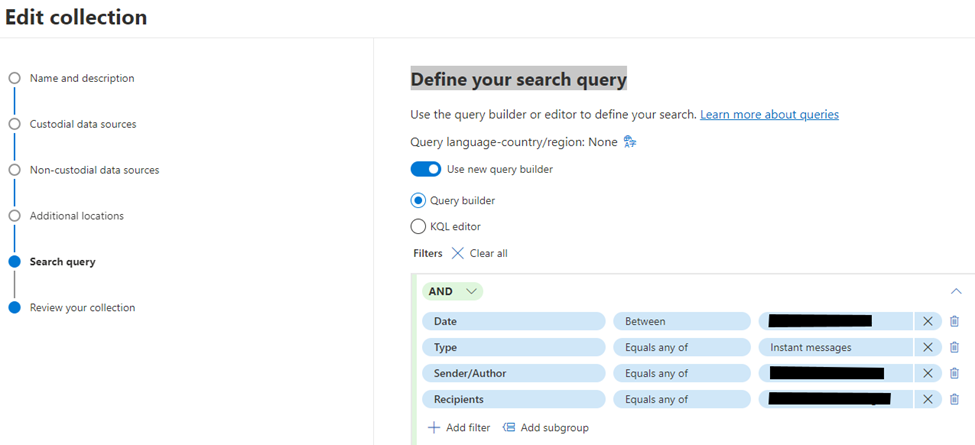 Edit collection
Name and description
Custodial data sources
Non-custodial data sources
Additional locations
Search query
Review your collection
Define your search query
Use the query builder or editor to define your search. Learn more about queries
Query language-country/region: None
Use new query builder
Query builder
KQL editor
Filters Clear all
AND
Date Between
Type Equals any of Instant messages
Sender/Author Equals any of
Recipients Equals any of
Add filter Add subgroup